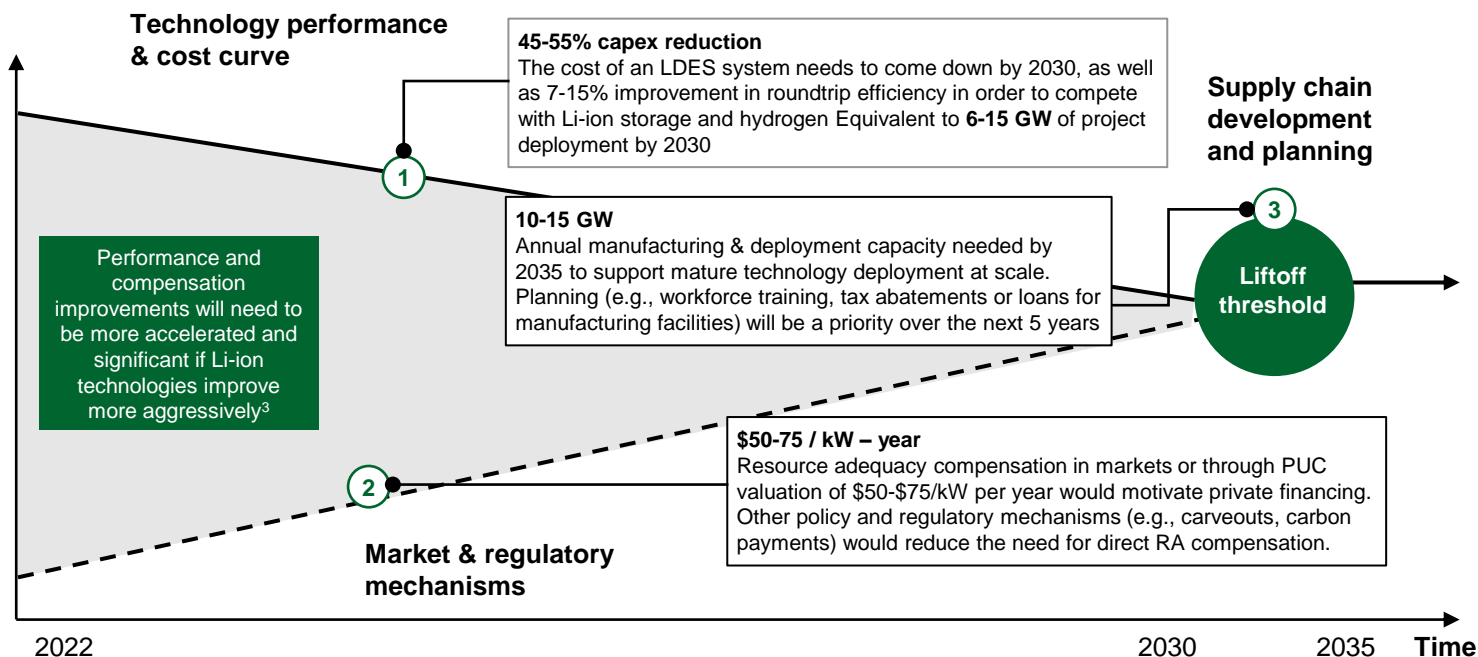 Technology performance
& cost curve
45-55% capex reduction
The cost of an LDES system needs to come down by 2030, as well
as 7-15% improvement in roundtrip efficiency in order to compete
with Li-ion storage and hydrogen Equivalent to 6-15 GW of project
deployment by 2030
Supply chain
development
and planning
1
3
10-15 GW
Annual manufacturing & deployment capacity needed by
2035 to support mature technology deployment at scale.
Planning (e.g., workforce training, tax abatements or loans for
manufacturing facilities) will be a priority over the next 5 years
Liftoff
threshold
Performance and
compensation
improvements will need to
be more accelerated and
significant if Li-ion
technologies improve
more aggressively³
2
$50-75 / kW – year
Resource adequacy compensation in markets or through PUC
valuation of $50-$75/kW per year would motivate private financing.
Other policy and regulatory mechanisms (e.g., carveouts, carbon
payments) would reduce the need for direct RA compensation.
Market & regulatory
mechanisms
2022
2030
2035
Time